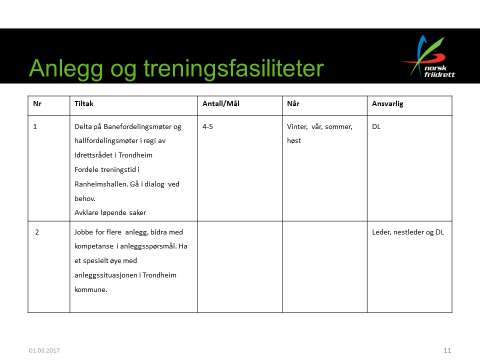 Anlegg og treningsfasiliteter
norsk
friidrett
Nr Tiltak Antall/Mål Når Ansvarlig
1 Delta på Banefordelingsmøter og 4-5 Vinter, vår, sommer, DL
hallfordelingsmøter i regi av høst
Idrettsrådet i Trondheim
Fordele treningstid i
Ranheimshallen. Gå i dialog ved
behov.
Avklare løpende saker
2 Jobbe for flere anlegg, bidra med Leder, nestleder og DL
kompetanse i anleggsspørsmål. Ha
et spesielt øye med
anleggssituasjonen i Trondheim
kommune.
01.03.2017 11